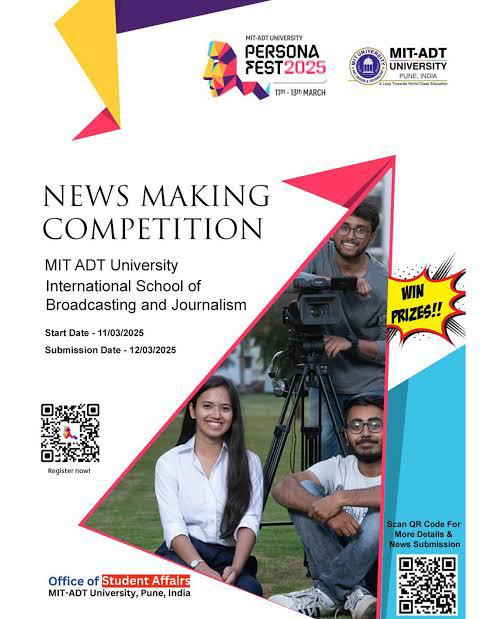 MIT-ADT UNIVERSITY
PERSONA
FEST2025
11th - 13th MARCH
MIT-ADT
UNIVERSITY
PUNE, INDIA
A Leap Towards World Class Education
NEWS MAKING
COMPETITION
MIT ADT University
International School of
Broadcasting and Journalism
Start Date - 11/03/2025
Submission Date - 12/03/2025
WIN
PRIZES!!
Register now!
Scan QR Code For
More Details &
News Submission
Office of Student Affairs
MIT-ADT University, Pune, India